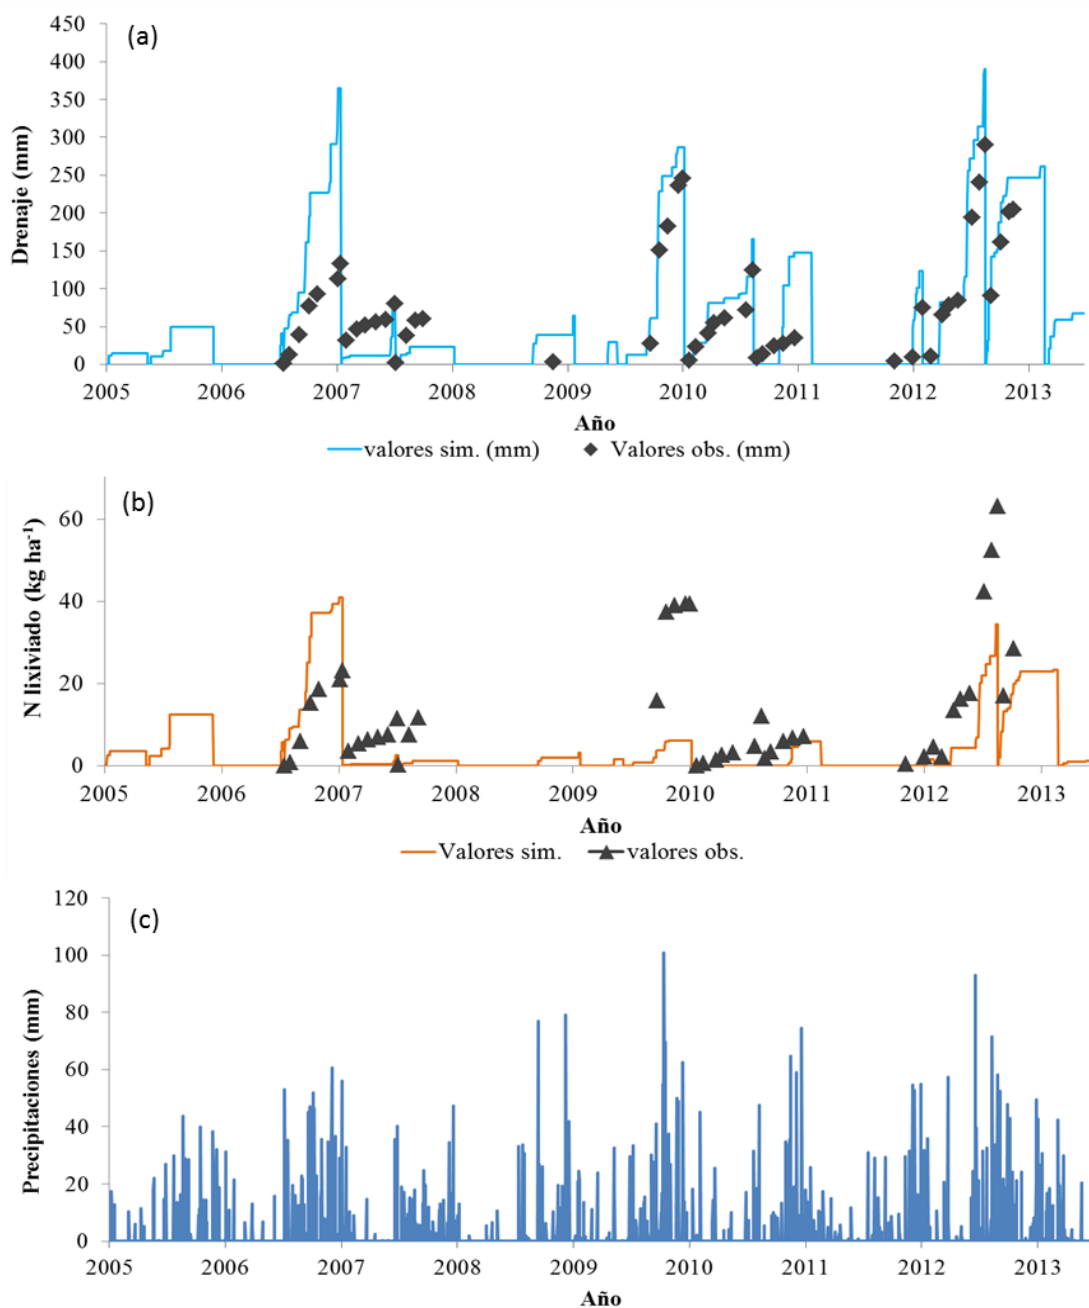 (a)
Drenaje (mm)
450
400
350
300
250
200
150
100
50
0
2005 2006 2007 2008 2009 2010 2011 2012 2013
Año
valores sim. (mm) Valores obs. (mm)
(b)
N lixiviado (kg ha⁻¹)
60
40
20
0
2005 2006 2007 2008 2009 2010 2011 2012 2013
Año
Valores sim. valores obs.
(c)
Precipitaciones (mm)
120
100
80
60
40
20
0
2005 2006 2007 2008 2009 2010 2011 2012 2013
Año